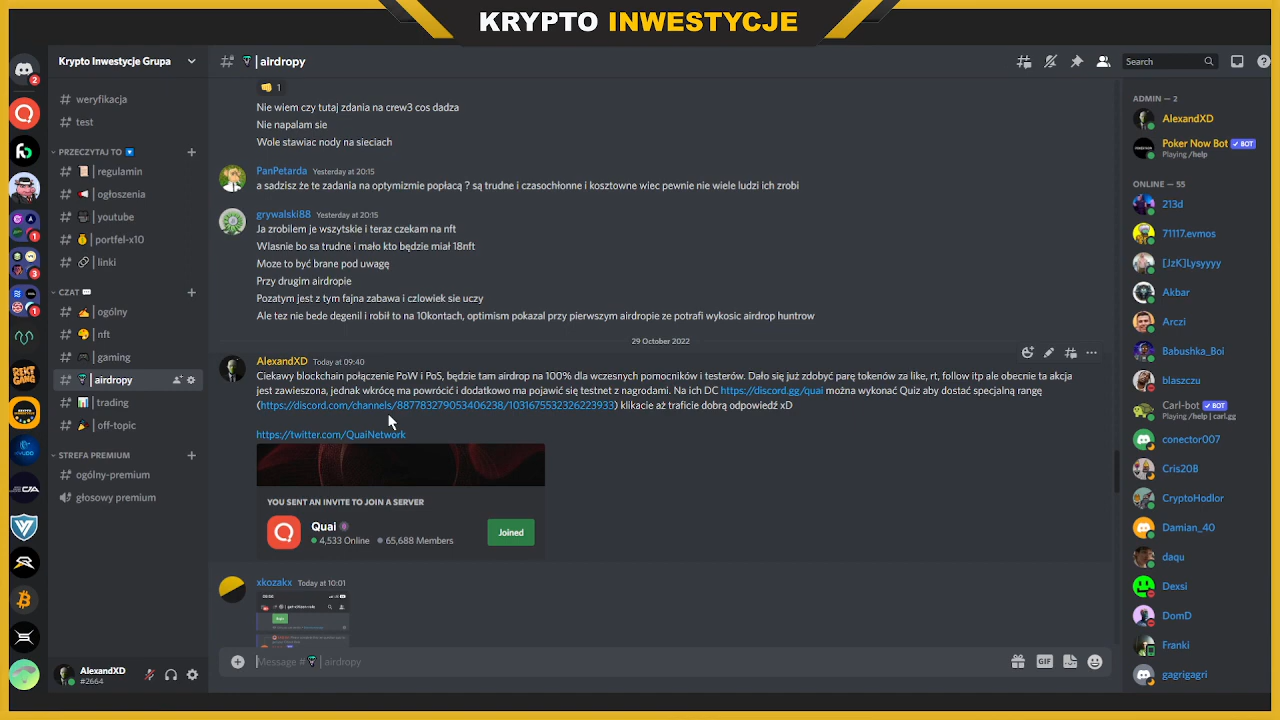 KRYPTO INWESTYCJE
Krypto Inwestycje Grupa
weryfikacja
test
PRZECZYTAJ TO
regulamin
ogłoszenia
youtube
portfel-x10
linki
CZAT
ogólny
nft
gaming
airdropy
trading
off-topic
STREFA PREMIUM
ogólny-premium
głosowy premium
AlexandXD
#2664
2
1
3
1
airdropy
Search
1
Nie wiem czy tutaj zdania na crew3 cos dadza
Nie napalam sie
Wole stawiac nody na sieciach
PanPetarda Yesterday at 20:15
a sadzisz że te zadania na optymizmie popłacą ? są trudne i czasochłonne i kosztowne wiec pewnie nie wiele ludzi ich zrobi
grywalski88 Yesterday at 20:15
Ja zrobilem je wszytskie i teraz czekam na nft
Wlasnie bo sa trudne i mało kto będzie miał 18nft
Moze to być brane pod uwagę
Przy drugim airdropie
Pozatym jest z tym fajna zabawa i człowiek sie uczy
Ale tez nie bede degenil i robił to na 10kontach, optimism pokazal przy pierwszym airdropie ze potrafi wykosic airdrop huntrow
29 October 2022
AlexandXD Today at 09:40
Ciekawy blockchain połączenie PoW i PoS, będzie tam airdrop na 100% dla wczesnych pomocników i testerów. Dało się już zdobyć parę tokenów za like, rt, follow itp ale obecnie ta akcja
jest zawieszona, jednak wkrócę ma powrócić i dodatkowo ma pojawić się testnet z nagrodami. Na ich DC https://discord.gg/quai można wykonać Quiz aby dostać specjalną rangę
(https://discord.com/channels/887783279053406238/1031675532326223933) klikacie aż traficie dobrą odpowiedź xD
https://twitter.com/QuaiNetwork
YOU SENT AN INVITE TO JOIN A SERVER
Quai
4,533 Online 65,688 Members
Joined
xkozakx Today at 10:01
Message # airdropy
GIF
ADMIN — 2
AlexandXD
Poker Now Bot BOT
Playing /help
ONLINE — 55
213d
71117.evmos
[JzK]Lysyyyy
Akbar
Arczi
Babushka_Boi
blaszczu
Carl-bot BOT
Playing /help | carl.gg
conector007
Cris20B
CryptoHodlor
Damian_40
daqu
Dexsi
DomD
Franki
gagrigagri